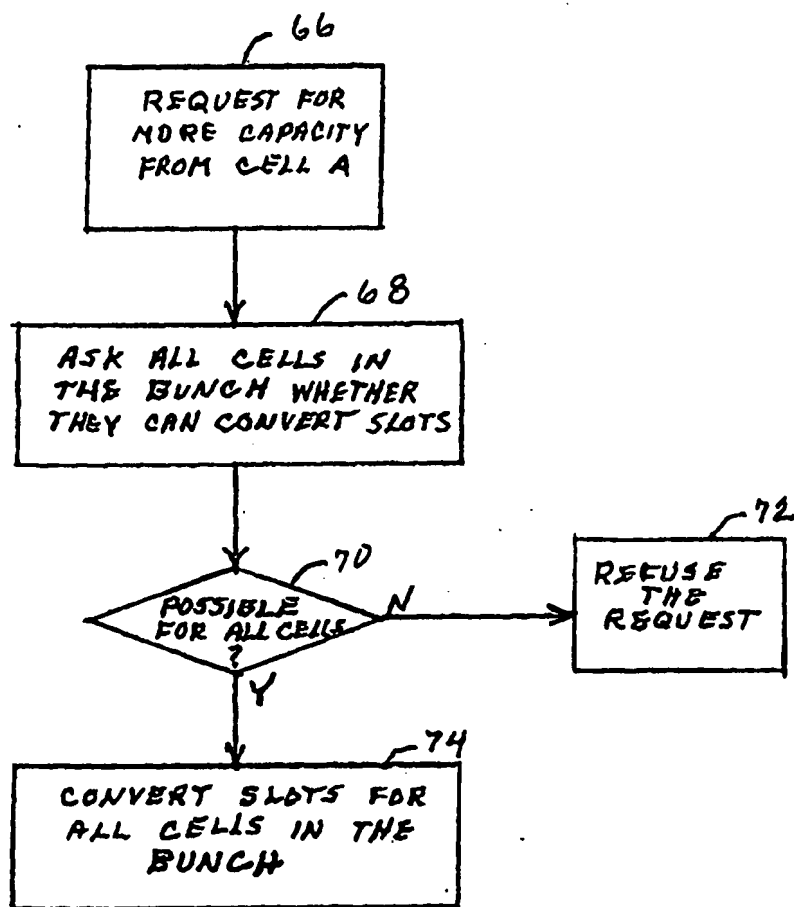 66
REQUEST FOR
MORE CAPACITY
FROM CELL A
68
ASK ALL CELLS IN
THE BUNCH WHETHER
THEY CAN CONVERT SLOTS
70
POSSIBLE
FOR ALL CELLS
?
N
Y
72
REFUSE
THE
REQUEST
74
CONVERT SLOTS FOR
ALL CELLS IN THE
BUNCH